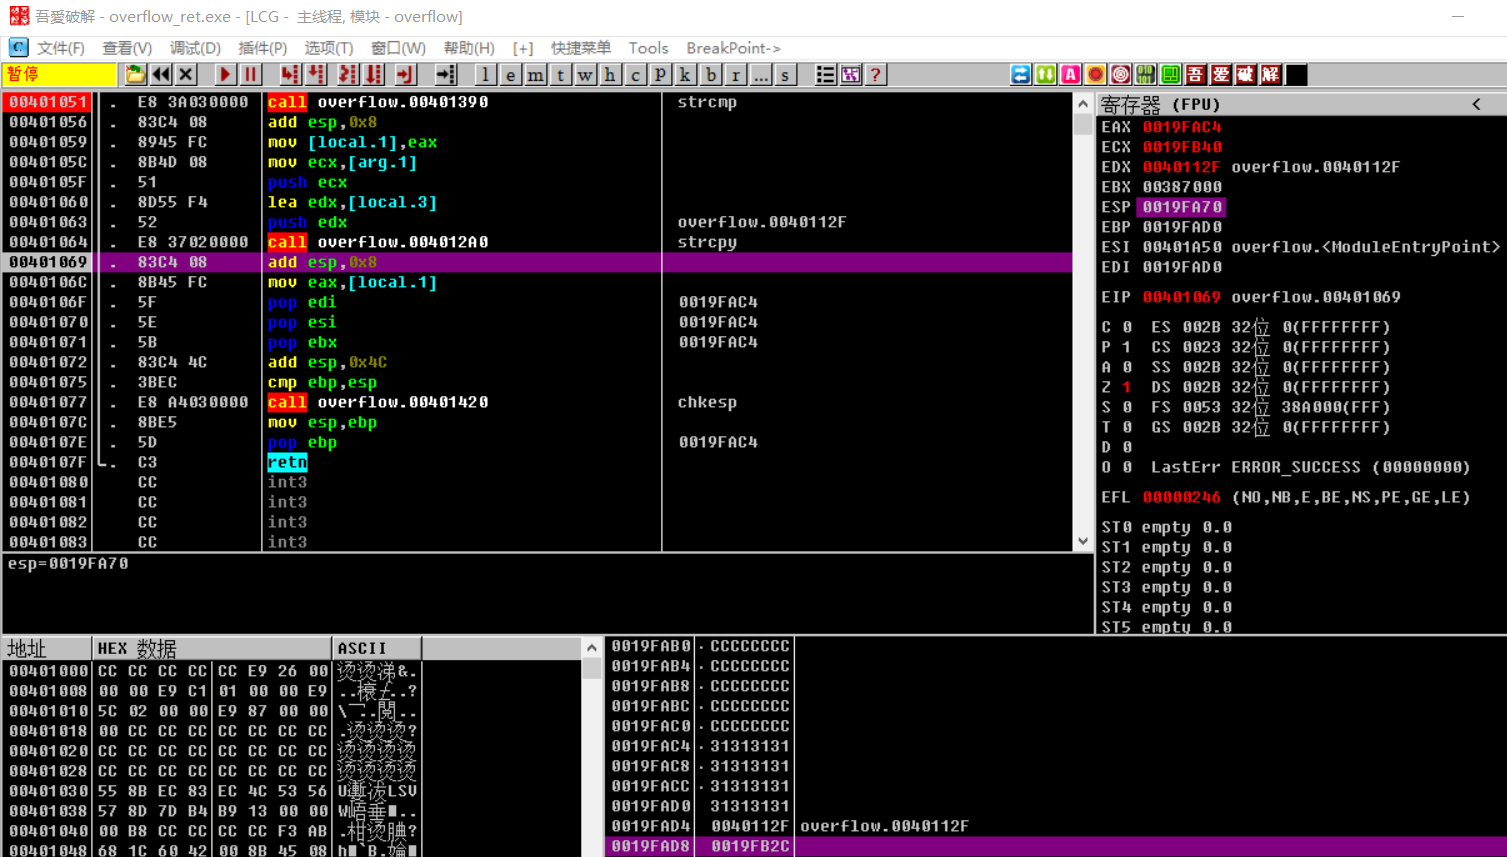 吾愛破解 - overflow_ret.exe - [LCG - 主线程, 模块 - overflow]
C 文件(F) 查看(V) 调试(D) 插件(P) 选项(T) 窗口(W) 帮助(H) [+] 快捷菜单 Tools BreakPoint->
暂停 l e m t w h c P k b r ... s ? A 吾 爱 破 解
00401051 . E8 3A030000 call overflow.00401390 strcmp
00401056 . 83C4 08 add esp,0x8
00401059 . 8945 FC mov [local.1],eax
0040105C . 8B4D 08 mov ecx,[arg.1]
0040105F . 51 push ecx
00401060 . 8D55 F4 lea edx,[local.3]
00401063 . 52 push edx overflow.0040112F
00401064 . E8 37020000 call overflow.004012A0 strcpy
00401069 . 83C4 08 add esp,0x8
0040106C . 8B45 FC mov eax,[local.1]
0040106F . 5F pop edi 0019FAC4
00401070 . 5E pop esi 0019FAC4
00401071 . 5B pop ebx 0019FAC4
00401072 . 83C4 4C add esp,0x4C
00401075 . 3BEC cmp ebp,esp
00401077 . E8 A4030000 call overflow.00401420 chkesp
0040107C . 8BE5 mov esp,ebp
0040107E . 5D pop ebp 0019FAC4
0040107F . C3 retn
00401080 CC int3
00401081 CC int3
00401082 CC int3
00401083 CC int3
esp=0019FA70
寄存器 (FPU) <
EAX 0019FAC4
ECX 0019FB40
EDX 0040112F overflow.0040112F
EBX 00387000
ESP 0019FA70
EBP 0019FAD0
ESI 00401A50 overflow.<ModuleEntryPoint>
EDI 0019FAD0
EIP 00401069 overflow.00401069
C 0 ES 002B 32位 0(FFFFFFFF)
P 1 CS 0023 32位 0(FFFFFFFF)
A 0 SS 002B 32位 0(FFFFFFFF)
Z 1 DS 002B 32位 0(FFFFFFFF)
S 0 FS 0053 32位 38A000(FFF)
T 0 GS 002B 32位 0(FFFFFFFF)
D 0
O 0 LastErr ERROR_SUCCESS (00000000)
EFL 00000246 (NO,NB,E,BE,NS,PE,GE,LE)
ST0 empty 0.0
ST1 empty 0.0
ST2 empty 0.0
ST3 empty 0.0
ST4 empty 0.0
ST5 empty 0.0
地址 HEX 数据 ASCII
00401000 CC CC CC CC CC E9 26 00 烫烫涕&.
00401008 00 00 E9 C1 01 00 00 E9
00401010 5C 02 00 00 E9 87 00 00
00401018 00 CC CC CC CC CC CC CC .烫烫烫?
00401020 CC CC CC CC CC CC CC CC 烫烫烫烫
00401028 CC CC CC CC CC CC CC CC 烫烫烫烫
00401030 55 8B EC 83 EC 4C 53 56
00401038 57 8D 7D B4 B9 13 00 00
00401040 00 B8 CC CC CC CC F3 AB
00401048 68 1C 60 42 00 8B 45 08
0019FAB0 CCCCCCCC
0019FAB4 CCCCCCCC
0019FAB8 CCCCCCCC
0019FABC CCCCCCCC
0019FAC0 CCCCCCCC
0019FAC4 31313131
0019FAC8 31313131
0019FACC 31313131
0019FAD0 31313131
0019FAD4 0040112F overflow.0040112F
0019FAD8 0019FB2C